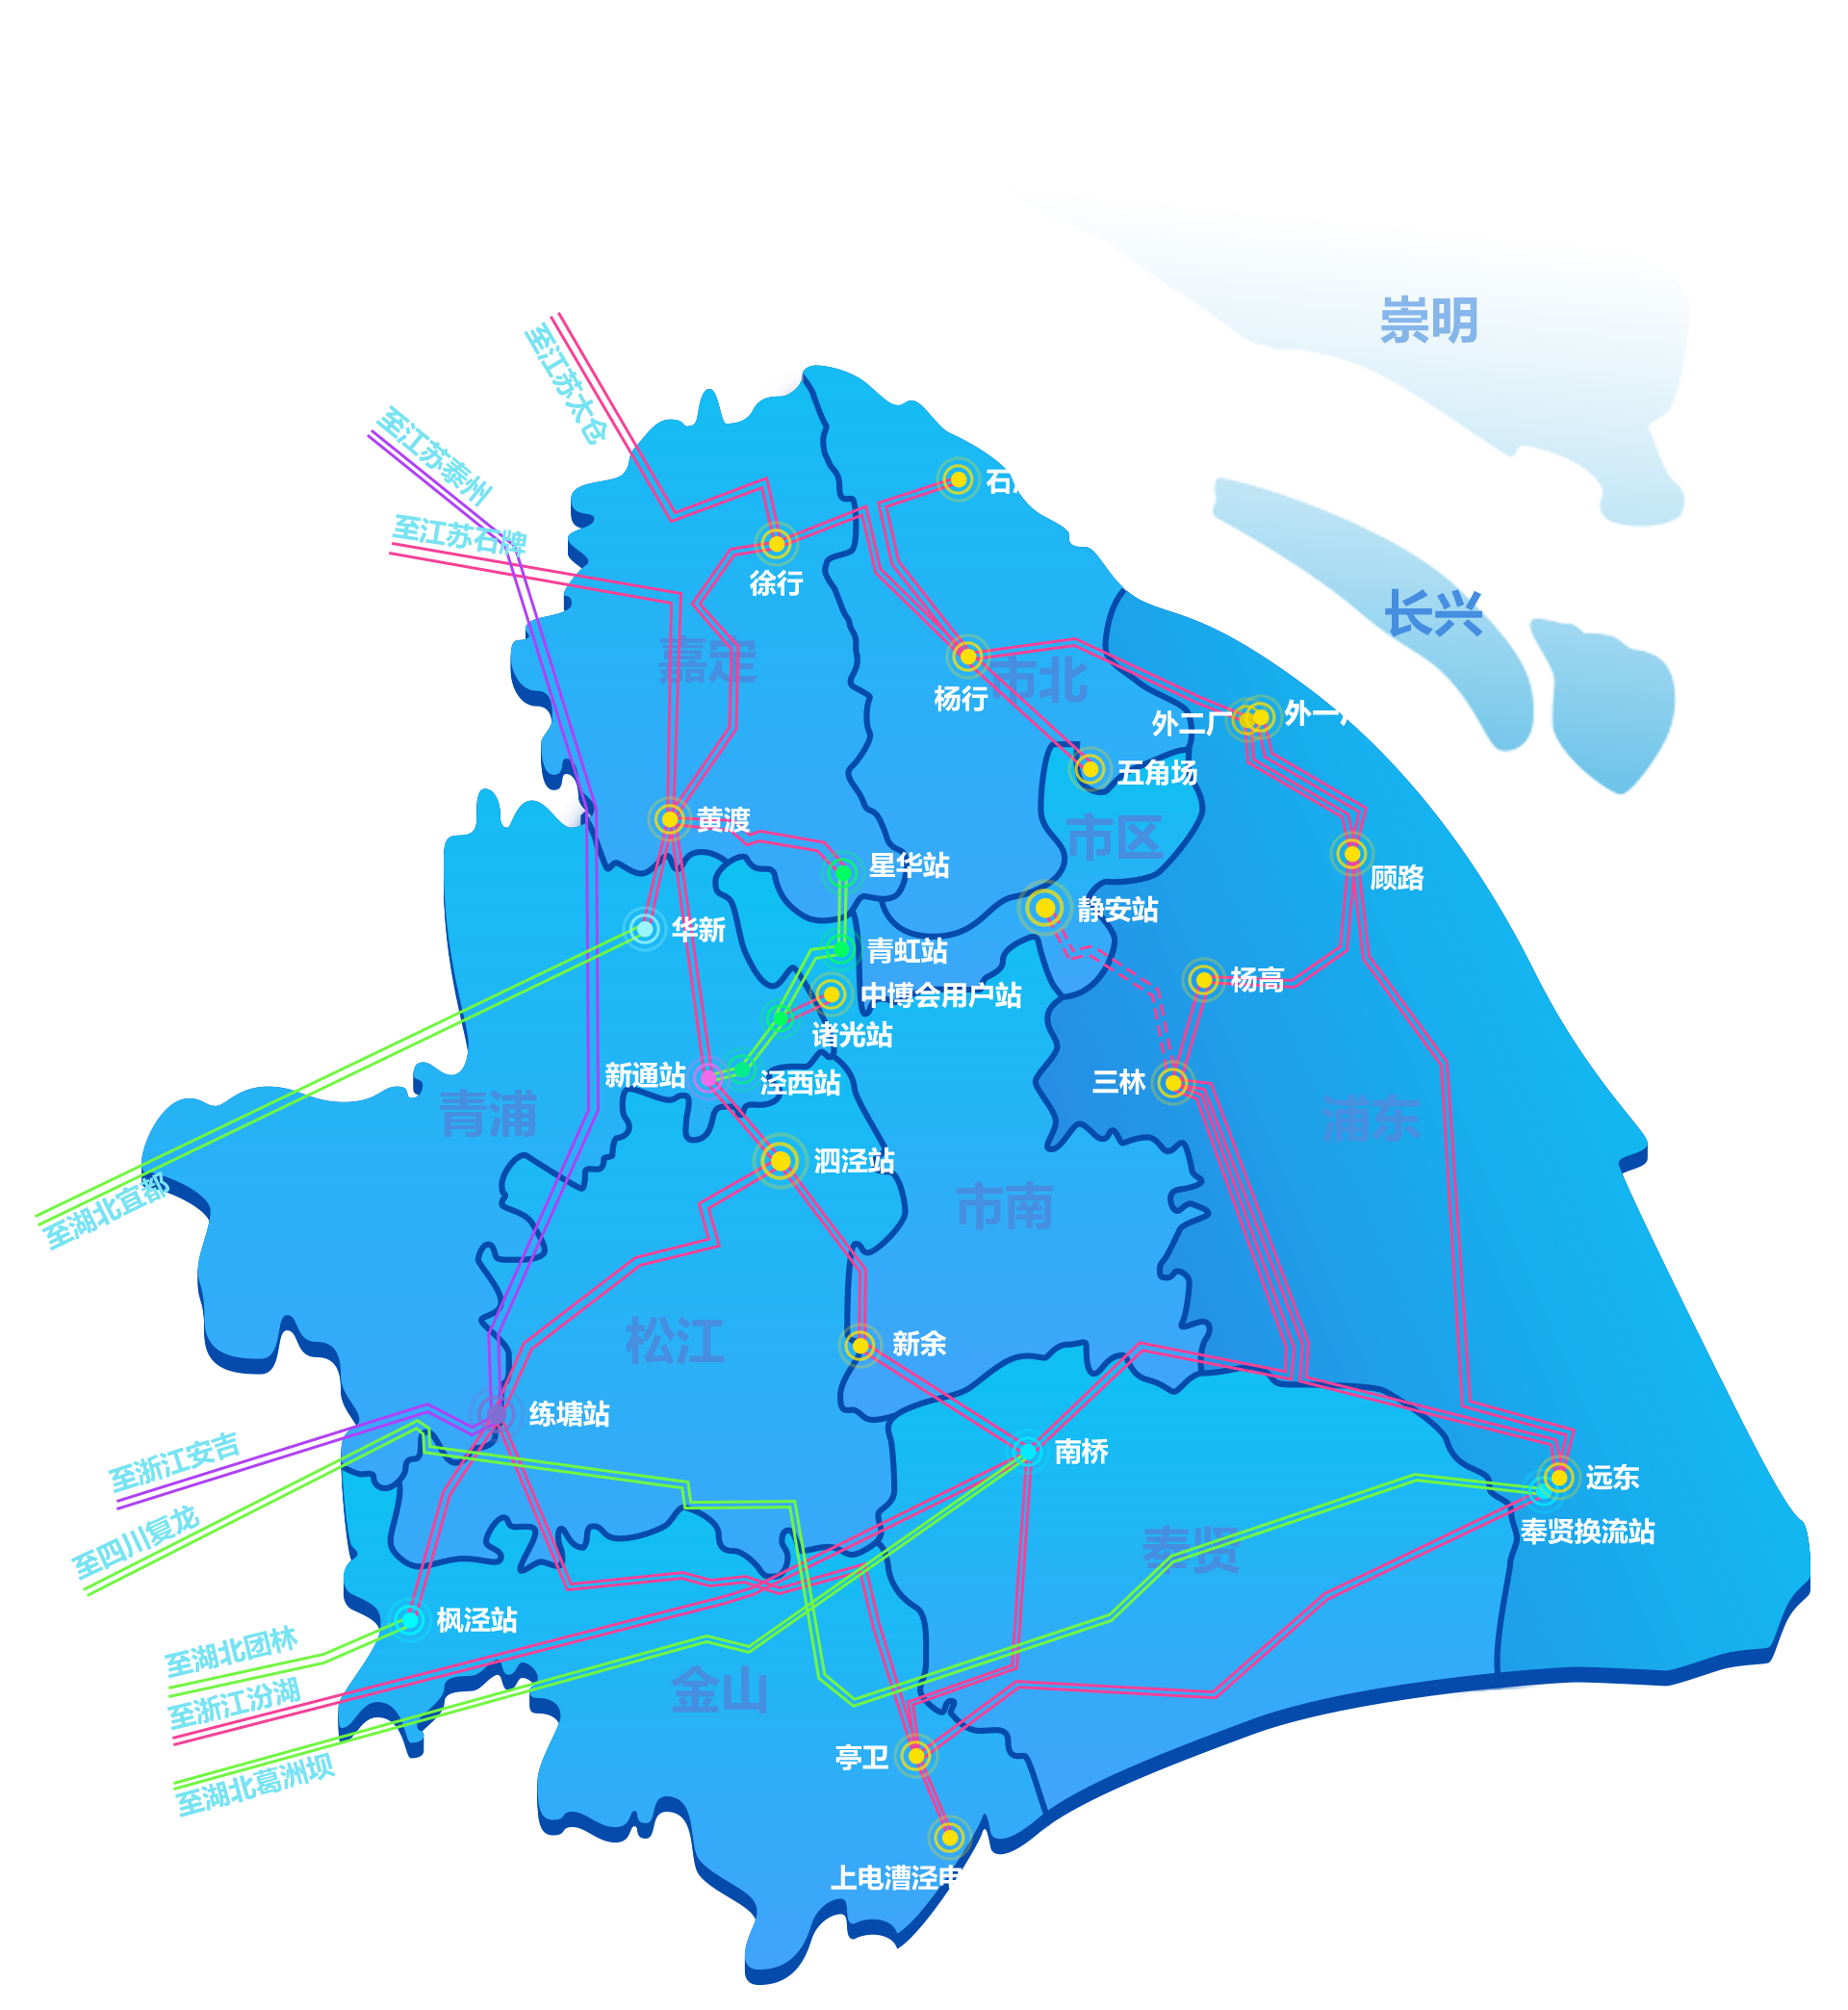 崇明
至江苏太仓
至江苏泰州
石
至江苏石牌
徐行
长兴
嘉定
市北
杨行
外二厂
外一
五角场
黄渡
市区
星华站
顾路
静安站
华新
青虹站
杨高
中博会用户站
诸光站
新通站
泾西站
三林
青浦
浦东
泗泾站
至湖北宜都
市南
松江
新余
练塘站
至浙江安吉
南桥
远东
至四川复龙
奉贤换流站
奉贤
枫泾站
至湖北团林
金山
至浙江汾湖
亭卫
至湖北葛洲坝
上电漕泾电